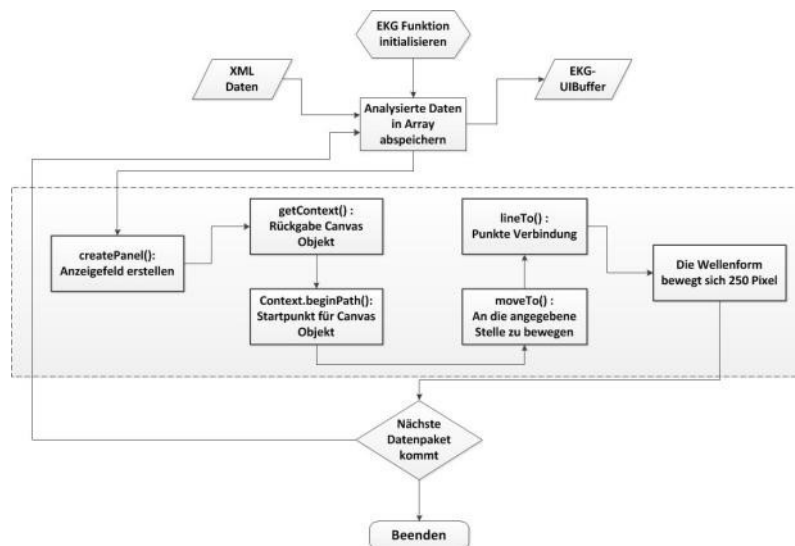 EKG Funktion
initialisieren
XML
Daten
EKG-
UIBuffer
Analysierte Daten
in Array
abspeichern
createPanel():
Anzeigefeld erstellen
getContext() :
Rückgabe Canvas
Objekt
Context.beginPath():
Startpunkt für Canvas
Objekt
moveTo() :
An die angegebene
Stelle zu bewegen
lineTo() :
Punkte Verbindung
Die Wellenform
bewegt sich 250 Pixel
Nächste
Datenpaket
kommt
Beenden